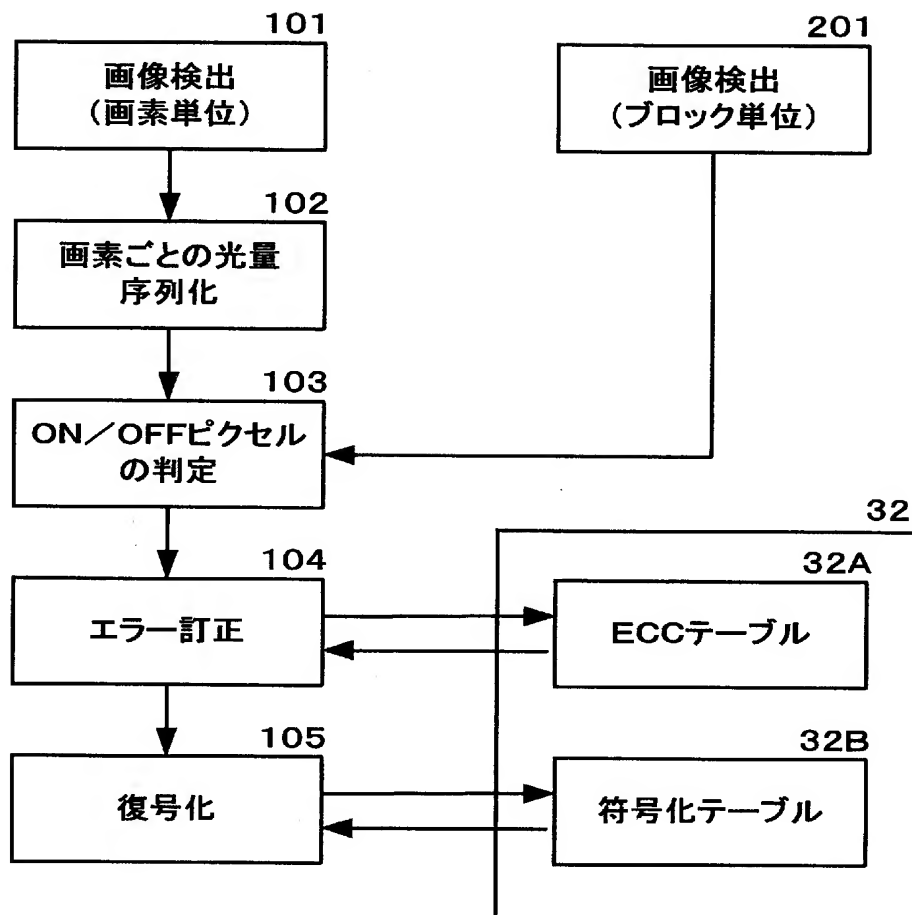 101
画像検出
(画素単位)
201
画像検出
(ブロック単位)
102
画素ごとの光量
序列化
103
ON/OFFピクセル
の判定
32
104
エラー訂正
32A
ECCテーブル
105
復号化
32B
符号化テーブル